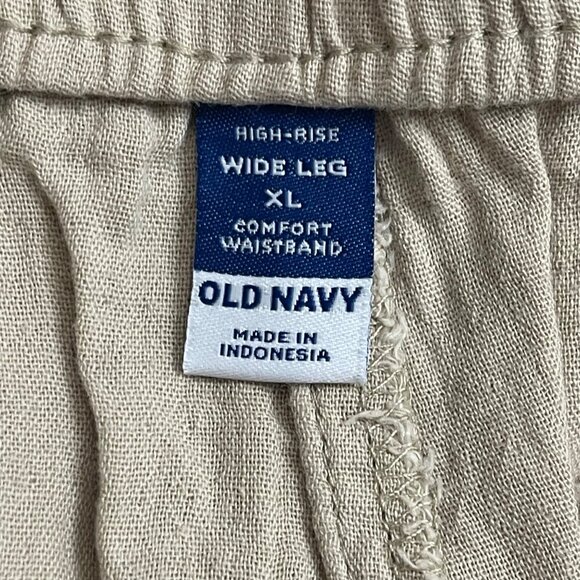 HIGH-RISE
WIDE LEG
XL
COMFORT
WAISTBAND
OLD NAVY
MADE IN
INDONESIA